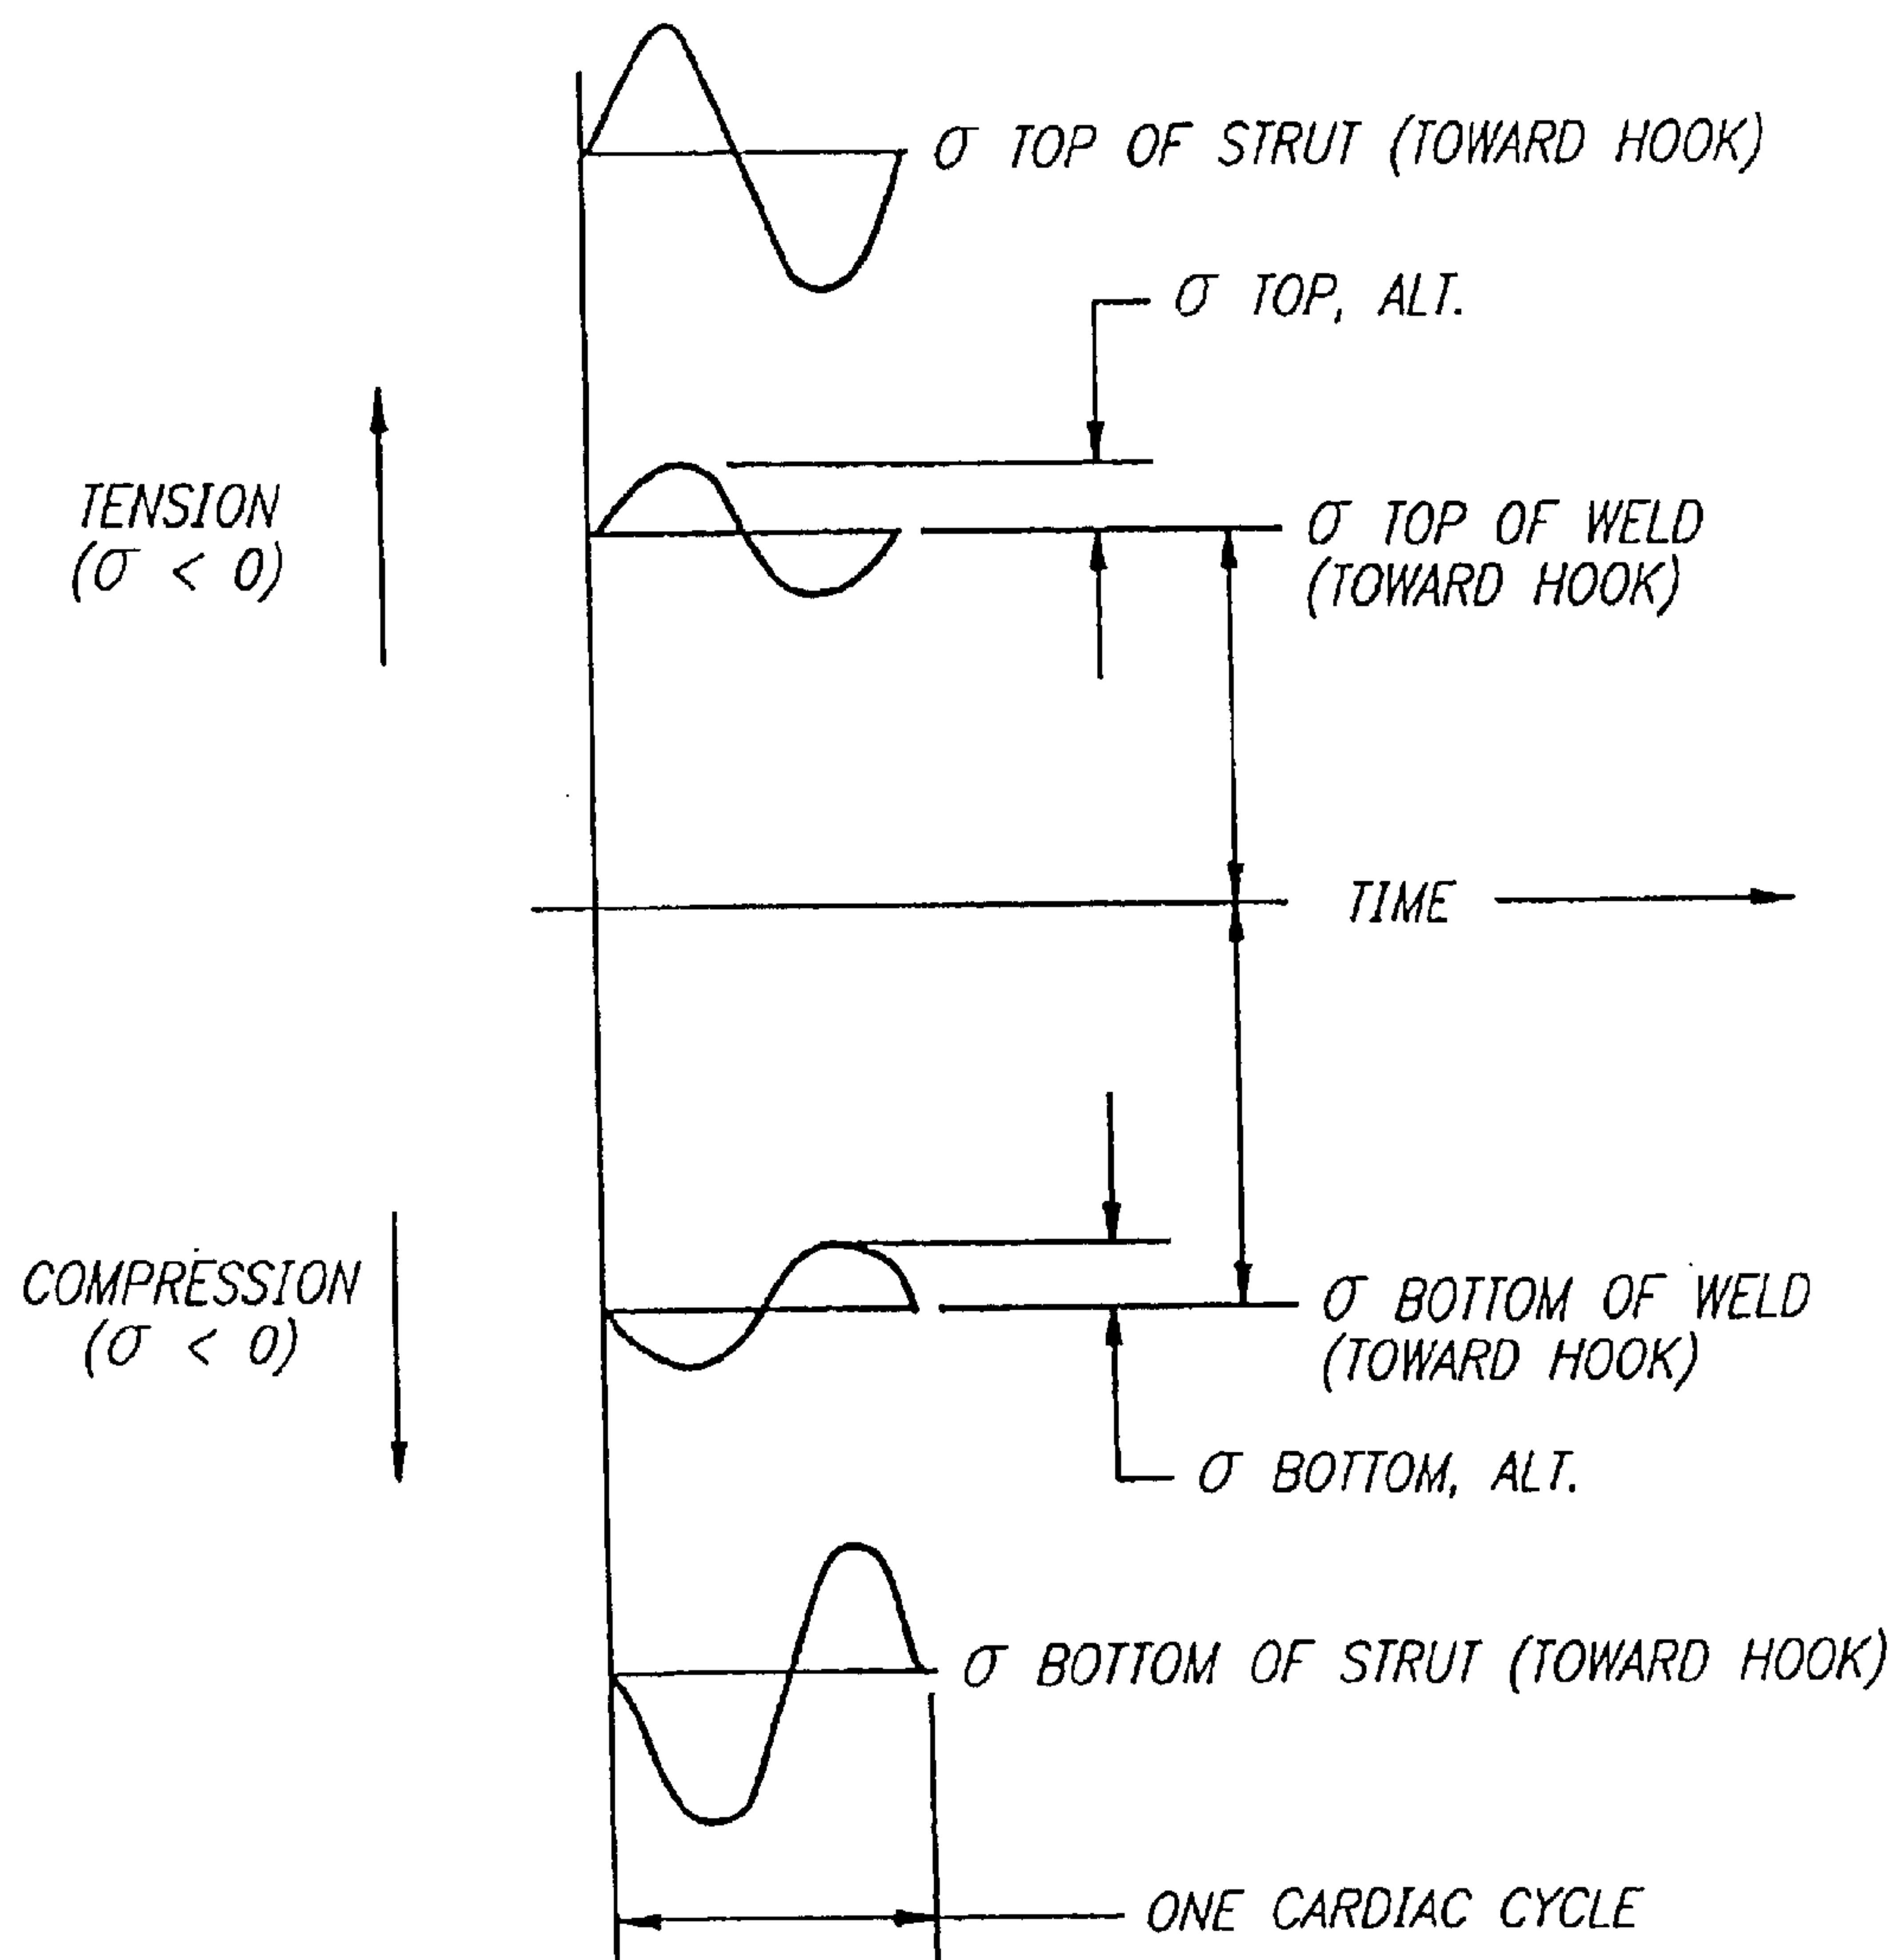 σ TOP OF STRUT (TOWARD HOOK)
σ TOP, ALT.
TENSION
(σ < 0)
σ TOP OF WELD
(TOWARD HOOK)
TIME
COMPRESSION
(σ < 0)
σ BOTTOM OF WELD
(TOWARD HOOK)
σ BOTTOM, ALT.
σ BOTTOM OF STRUT (TOWARD HOOK)
ONE CARDIAC CYCLE